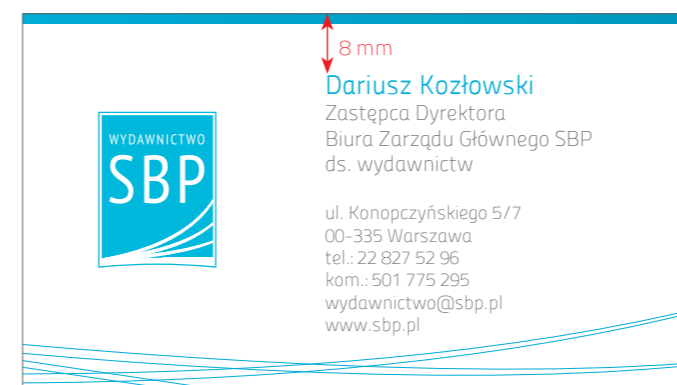 8 mm
Dariusz Kozłowski
Zastępca Dyrektora
Biura Zarządu Głównego SBP
ds. wydawnictw
WYDAWNICTWO
SBP
ul. Konopczyńskiego 5/7
00-335 Warszawa
tel.: 22 827 52 96
kom.: 501 775 295
wydawnictwo@sbp.pl
www.sbp.pl